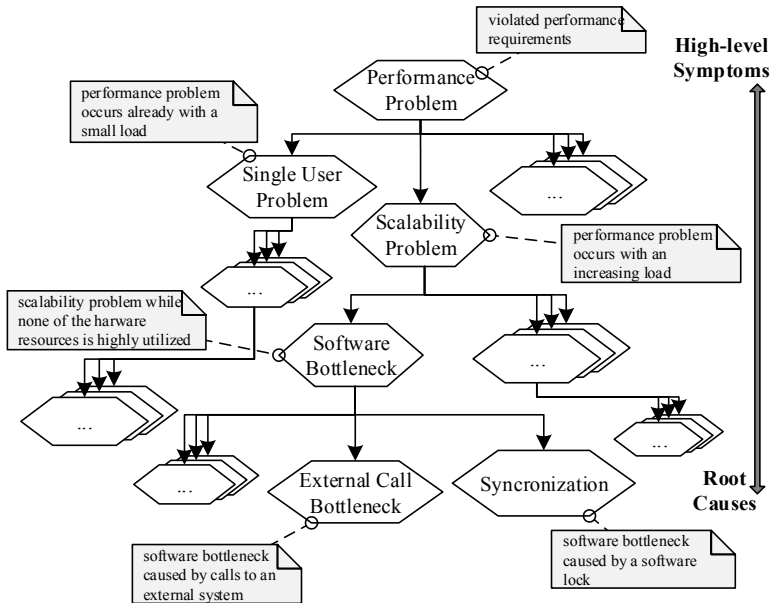 violated performance
requirements
High-level
Symptoms
Performance
Problem
performance problem
occurs already with a
small load
Single User
Problem
...
Scalability
Problem
performance problem
occurs with an
increasing load
...
scalability problem while
none of the harware
resources is highly utilized
Software
Bottleneck
...
...
...
...
External Call
Bottleneck
Syncronization
Root
Causes
software bottleneck
caused by calls to an
external system
software bottleneck
caused by a software
lock